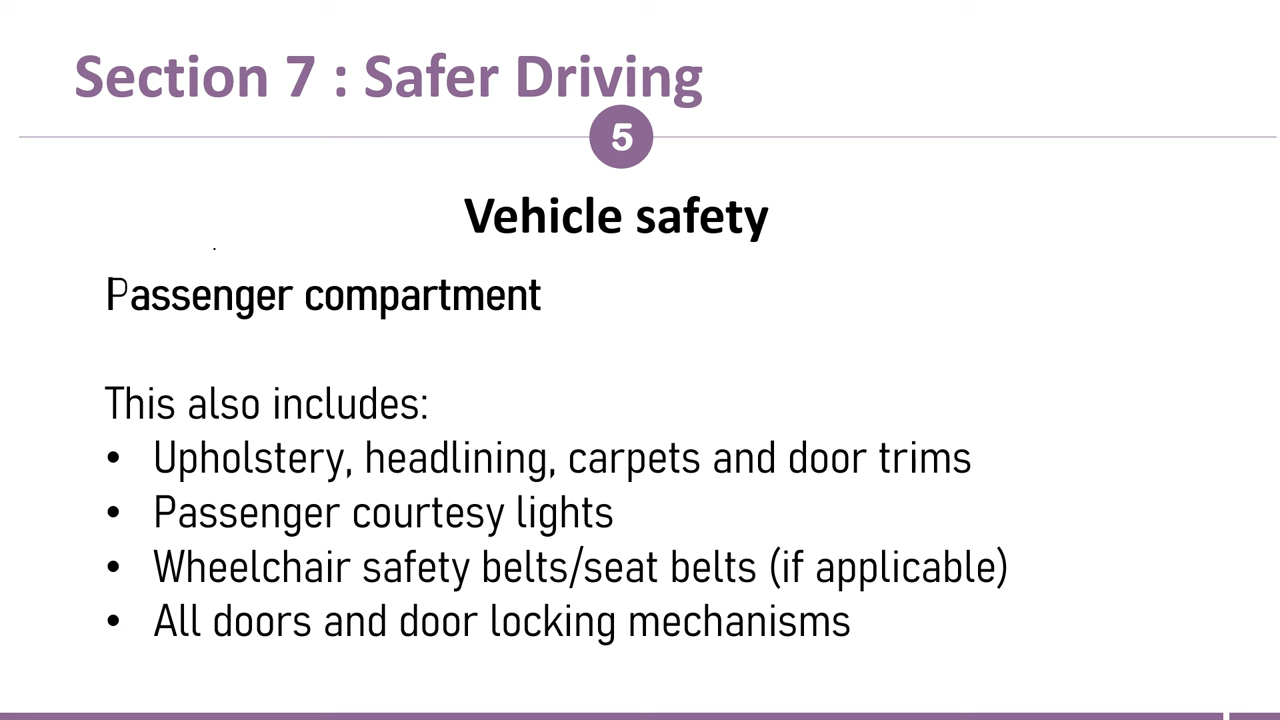 Section 7 : Safer Driving
5
Vehicle safety
.
Passenger compartment
This also includes:
• Upholstery, headlining, carpets and door trims
• Passenger courtesy lights
• Wheelchair safety belts/seat belts (if applicable)
• All doors and door locking mechanisms